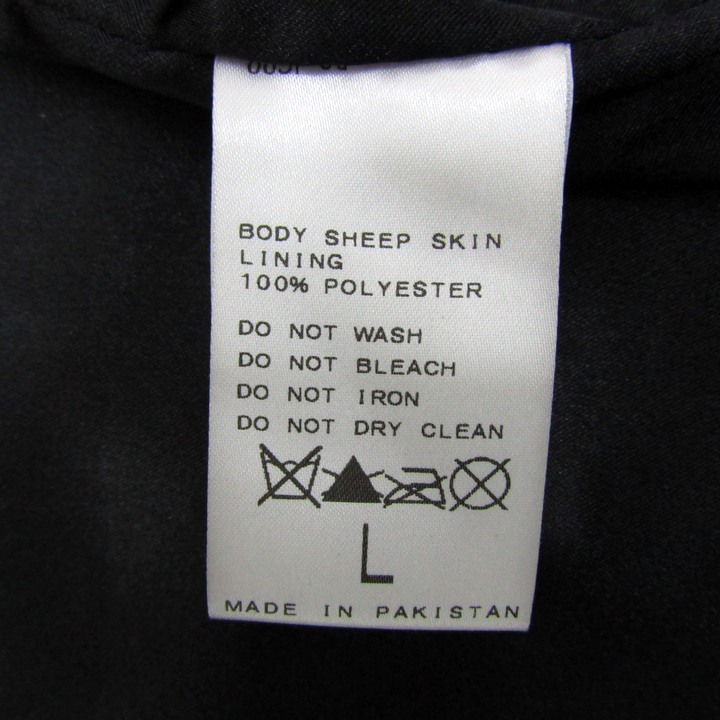 BODY SHEEP SKIN
LINING
100% POLYESTER
DO NOT WASH
DO NOT BLEACH
DO NOT IRON
DO NOT DRY CLEAN
L
MADE IN PAKISTAN